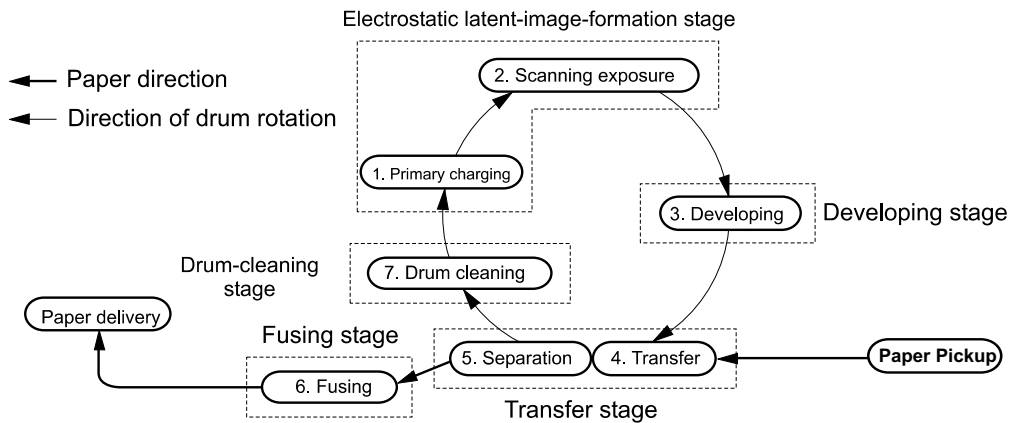 Electrostatic latent-image-formation stage
Paper direction
2. Scanning exposure
Direction of drum rotation
1. Primary charging
3. Developing
Developing stage
Drum-cleaning
stage
7. Drum cleaning
Paper delivery
Fusing stage
5. Separation
4. Transfer
Paper Pickup
6. Fusing
Transfer stage